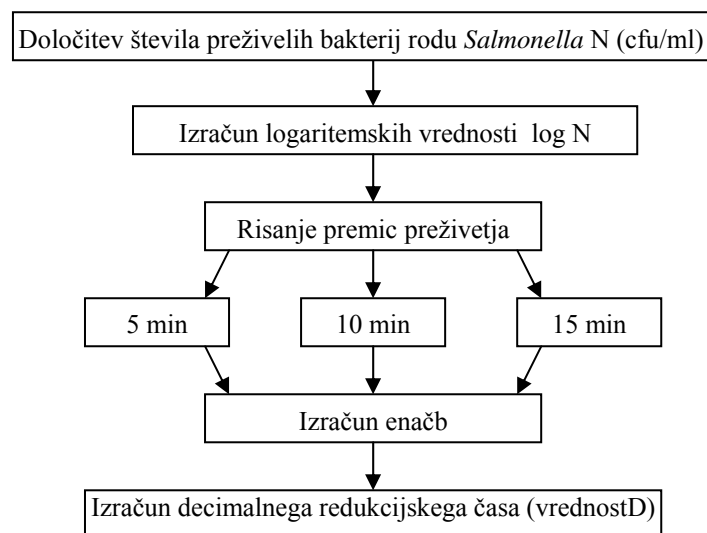 Določitev števila preživelih bakterij rodu Salmonella N (cfu/ml)
Izračun logaritemskih vrednosti log N
Risanje premic preživetja
5 min
10 min
15 min
Izračun enačb
Izračun decimalnega redukcijskega časa (vrednostD)